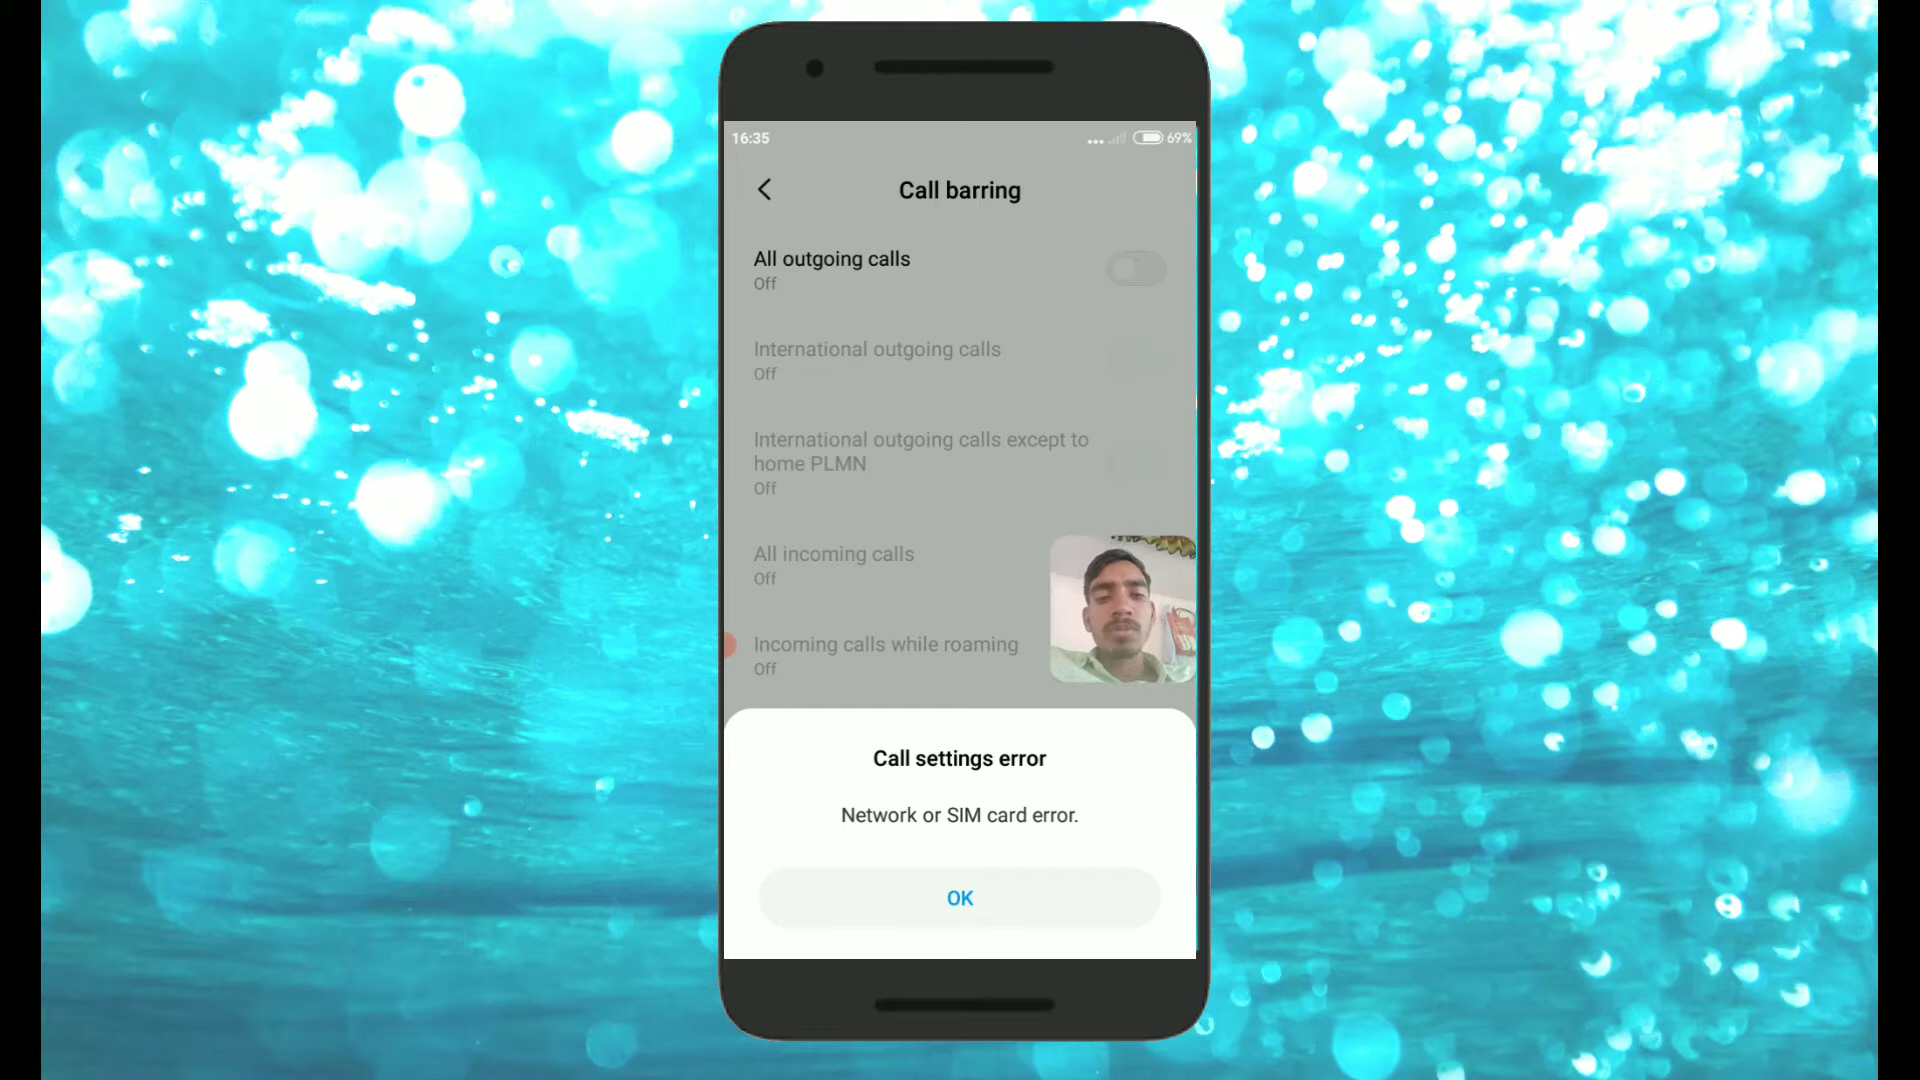 16:35
69%
Call barring
All outgoing calls
Off
International outgoing calls
Off
International outgoing calls except to
home PLMN
Off
All incoming calls
Off
Incoming calls while roaming
Off
Call settings error
Network or SIM card error.
OK